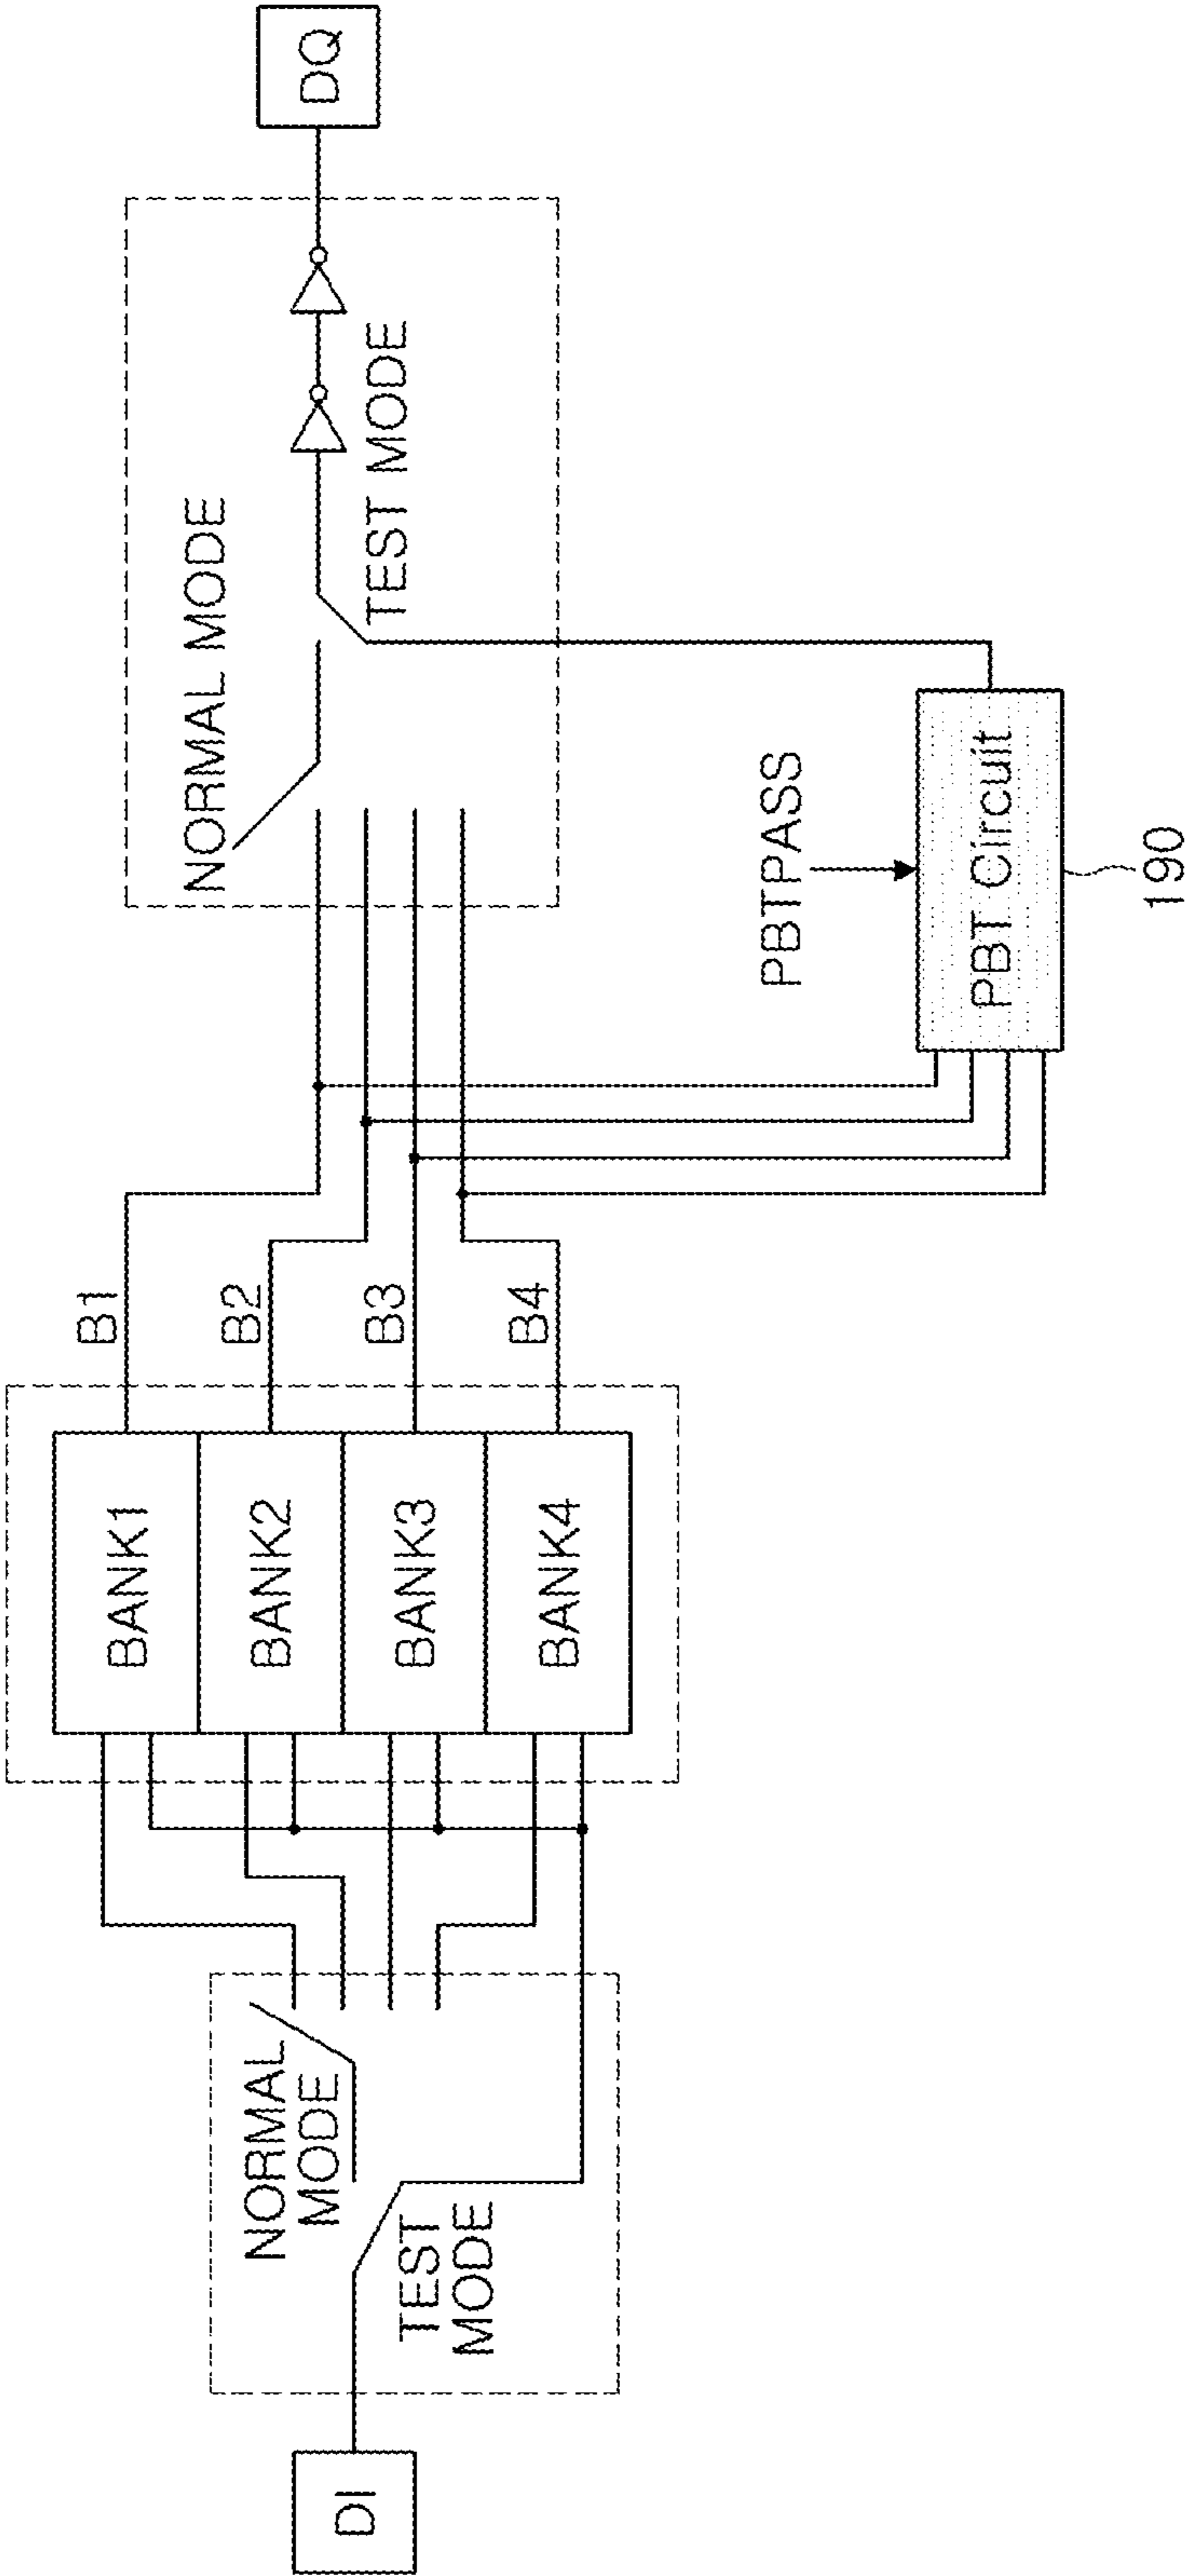 DI
NORMAL
MODE
TEST
MODE
BANK1
BANK2
BANK3
BANK4
B1
B2
B3
B4
NORMAL MODE
TEST MODE
DQ
PBTPASS
PBT Circuit
190